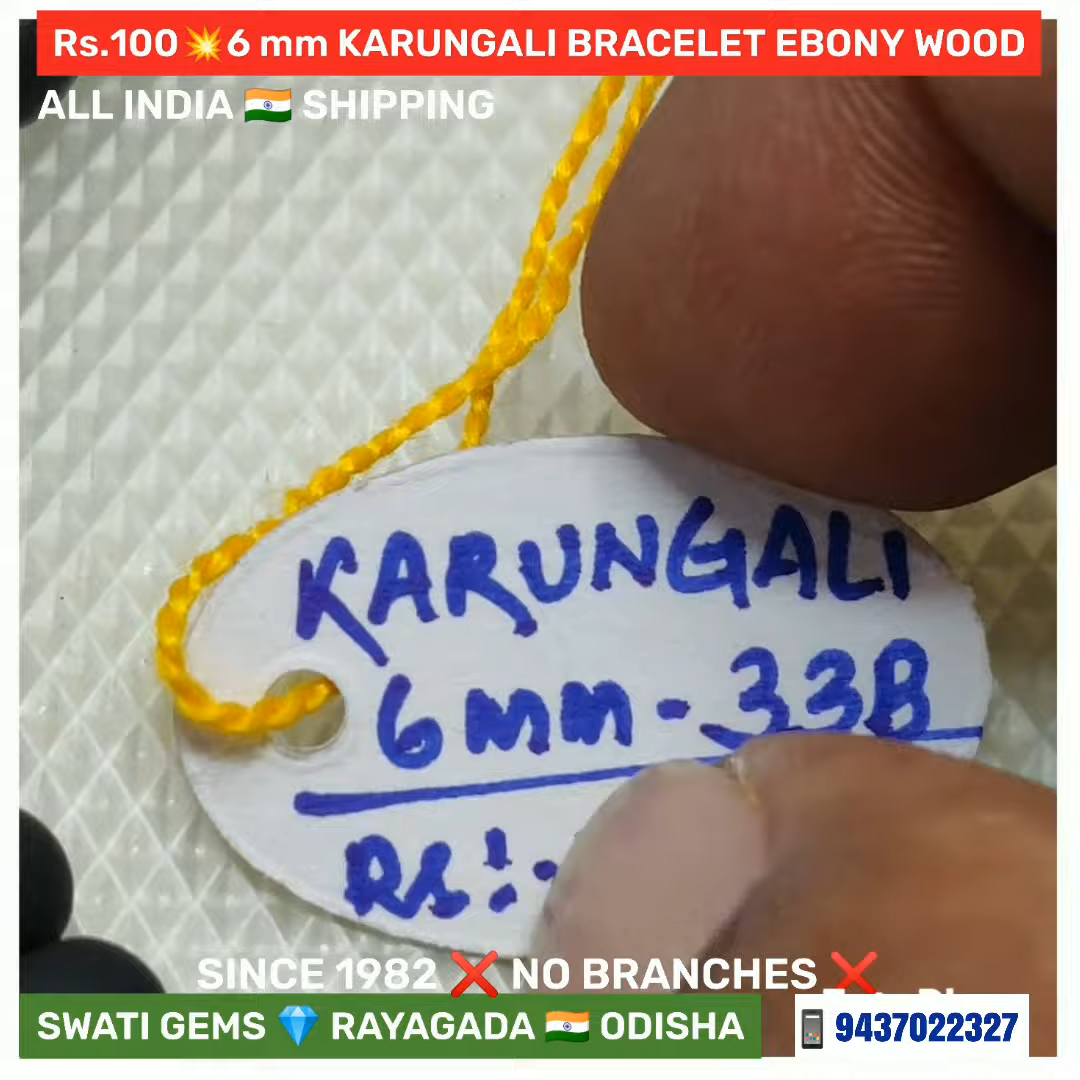 Rs.100💥6 mm KARUNGALI BRACELET EBONY WOOD
ALL INDIA 🇮🇳 SHIPPING
KARUNGALI
6mm - 33B
Rs:-
SINCE 1982 ❌ NO BRANCHES ❌
SWATI GEMS 💎 RAYAGADA 🇮🇳 ODISHA
📱9437022327